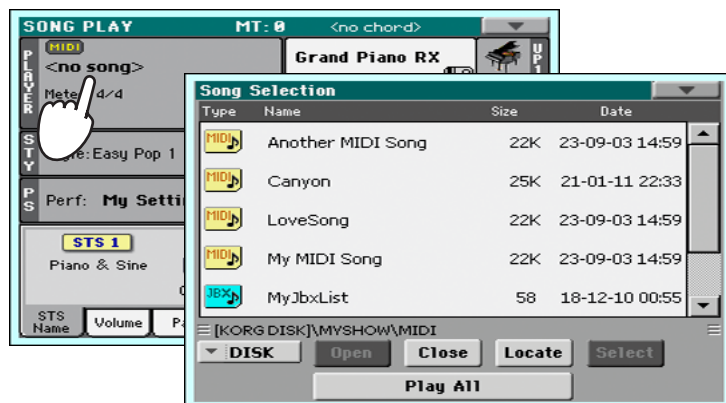 SONG PLAY MT: 0 <no chord>
PLAYER
MIDI
<no song>
Grand Piano RX
UP1
4/4
STY
Easy Pop 1
PS
Perf: My
STS 1
Piano & Sine
STS Name
Volume
Song Selection
Type Name Size Date
MIDI Another MIDI Song 22K 23-09-03 14:59
MIDI Canyon 25K 21-01-11 22:33
MIDI LoveSong 22K 23-09-03 14:59
MIDI My MIDI Song 22K 23-09-03 14:59
JBX MyJbxList 58 18-12-10 00:55
[KORG DISK]\MYSHOW\MIDI
DISK Open Close Locate Select
Play All